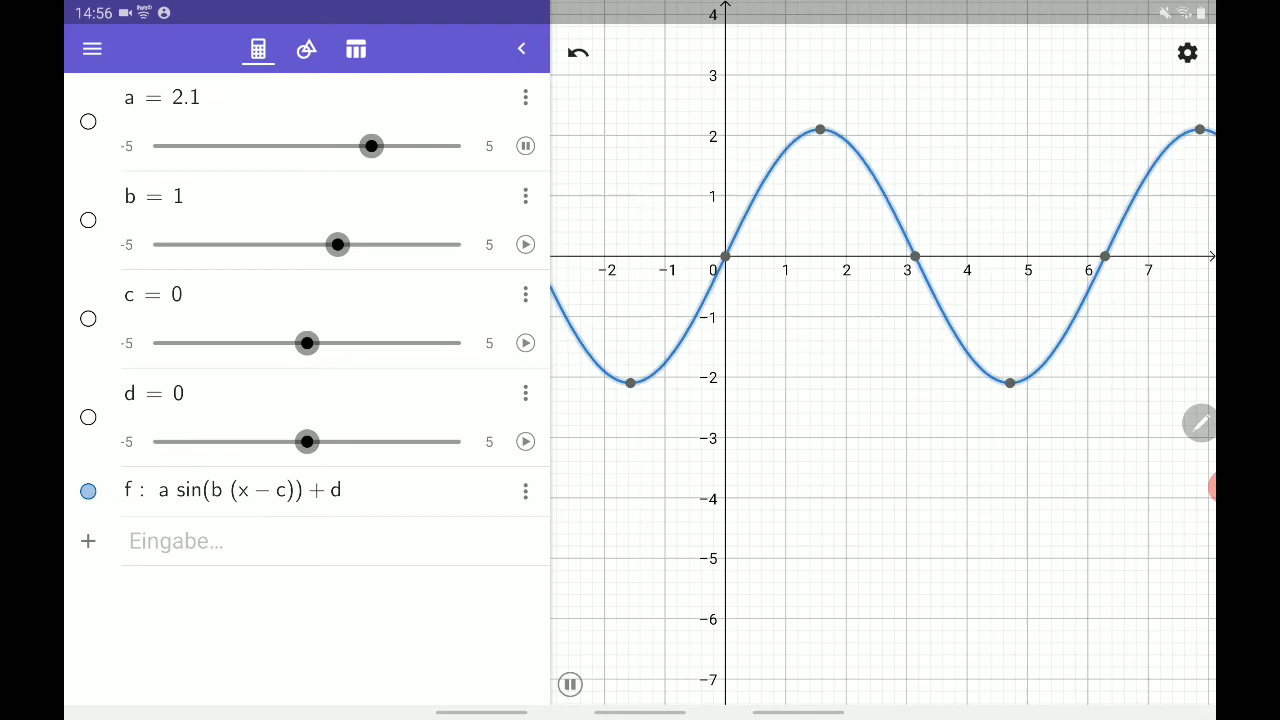 14:56
a = 2.1
-5 5
b = 1
-5 5
c = 0
-5 5
d = 0
-5 5
f : a sin(b (x − c)) + d
+ Eingabe…
4
3
2
1
−2 −1 0 1 2 3 4 5 6 7
−1
−2
−3
−4
−5
−6
−7